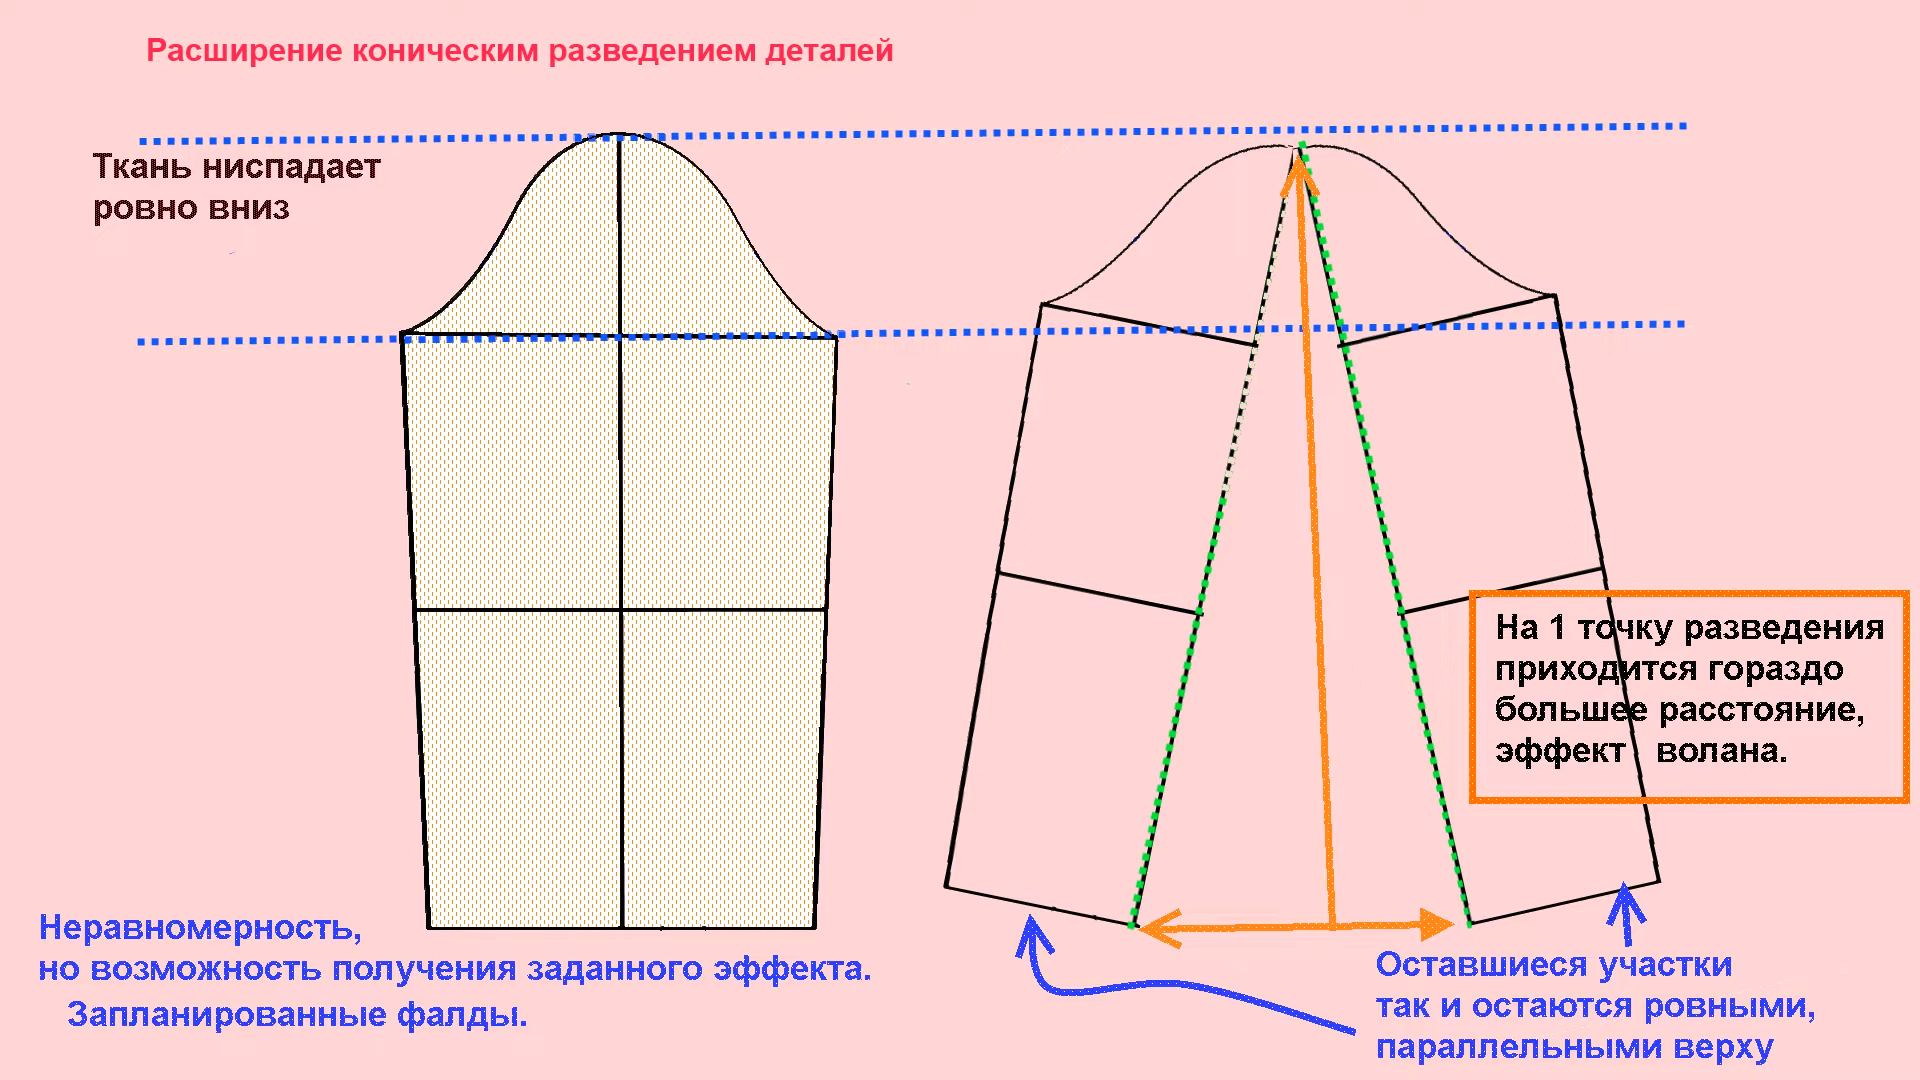 Расширение коническим разведением деталей
Ткань ниспадает
ровно вниз
На 1 точку разведения
приходится гораздо
большее расстояние,
эффект волана.
Неравномерность,
но возможность получения заданного эффекта.
Запланированные фалды.
Оставшиеся участки
так и остаются ровными,
параллельными верху